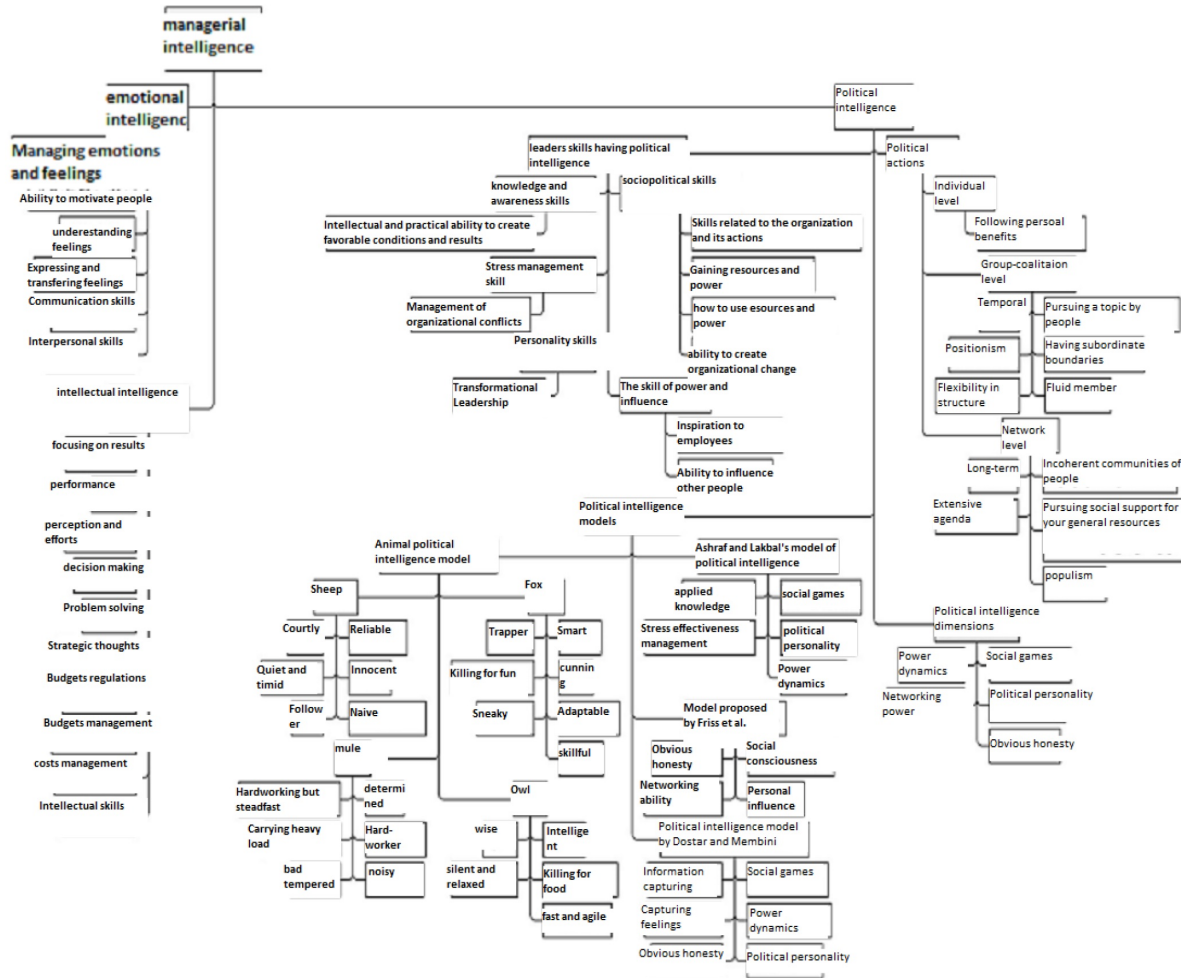 managerial
intelligence
emotional
intelligenc
Political
intelligence
Managing emotions
and feelings
Ability to motivate people
understanding
feelings
Expressing and
transfering feelings
Communication skills
Interpersonal skills
intellectual intelligence
focusing on results
performance
perception and
efforts
decision making
Problem solving
Strategic thoughts
Budgets regulations
Budgets management
costs management
Intellectual skills
leaders skills having political
intelligence
knowledge and
awareness skills
sociopolitical skills
Intellectual and practical ability to create
favorable conditions and results
Stress management
skill
Management of
organizational conflicts
Personality skills
Transformational
Leadership
The skill of power and
influence
Inspiration to
employees
Ability to influence
other people
Skills related to the organization
and its actions
Gaining resources and
power
how to use esources and
power
ability to create
organizational change
Political
actions
Individual
level
Following persoal
benefits
Group-coalitaion
level
Temporal
Pursuing a topic by
people
Positionism
Having subordinate
boundaries
Flexibility in
structure
Fluid member
Network
level
Long-term
Incoherent communities of
people
Extensive
agenda
Pursuing social support for
your general resources
populism
Political intelligence
models
Animal political
intelligence model
Sheep
Courtly
Reliable
Quiet and
timid
Innocent
Follow
er
Naive
Fox
Trapper
Smart
Killing for fun
cunnin
g
Sneaky
Adaptable
skillful
mule
Hardworking but
steadfast
determi
ned
Carrying heavy
load
Hard-
worker
bad
tempered
noisy
Owl
wise
Intellige
nt
silent and
relaxed
Killing for
food
fast and agile
Ashraf and Lakbal's model of
political intelligence
applied
knowledge
social games
Stress effectiveness
management
political
personality
Power
dynamics
Model proposed
by Friss et al.
Obvious
honesty
Social
consciousness
Networking
ability
Personal
influence
Political intelligence model
by Dostar and Membini
Information
capturing
Social games
Capturing
feelings
Power
dynamics
Obvious honesty
Political personality
Political intelligence
dimensions
Power
dynamics
Social games
Networking
power
Political personality
Obvious honesty